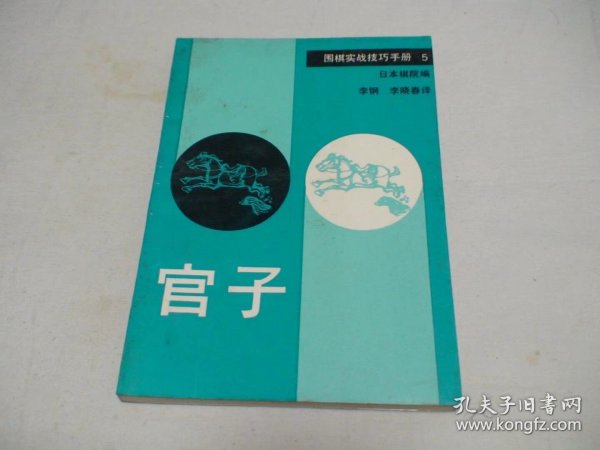 围棋实战技巧手册 5
日本棋院编
李钢 李晓春译
官子
孔夫子旧书网
www.kongfz.com